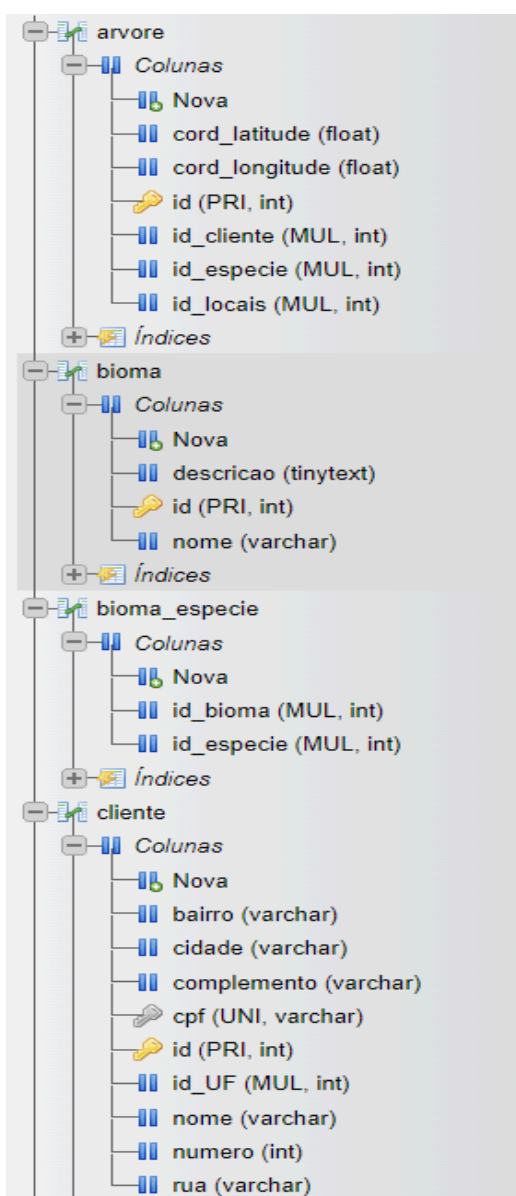 arvore
Colunas
Nova
cord_latitude (float)
cord_longitude (float)
id (PRI, int)
id_cliente (MUL, int)
id_especie (MUL, int)
id_locais (MUL, int)
Índices
bioma
Colunas
Nova
descricao (tinytext)
id (PRI, int)
nome (varchar)
Índices
bioma_especie
Colunas
Nova
id_bioma (MUL, int)
id_especie (MUL, int)
Índices
cliente
Colunas
Nova
bairro (varchar)
cidade (varchar)
complemento (varchar)
cpf (UNI, varchar)
id (PRI, int)
id_UF (MUL, int)
nome (varchar)
numero (int)
rua (varchar)